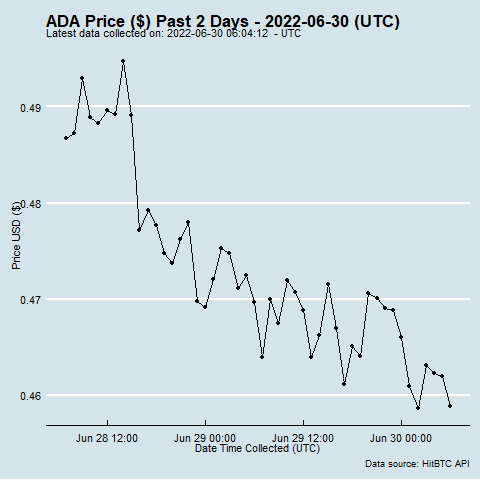 ADA Price ($) Past 2 Days - 2022-06-30 (UTC)
Latest data collected on: 2022-06-30 06:04:12 - UTC
0.49
0.48
0.47
0.46
Price USD ($)
Jun 28 12:00 Jun 29 00:00 Jun 29 12:00 Jun 30 00:00
Date Time Collected (UTC)
Data source: HitBTC API